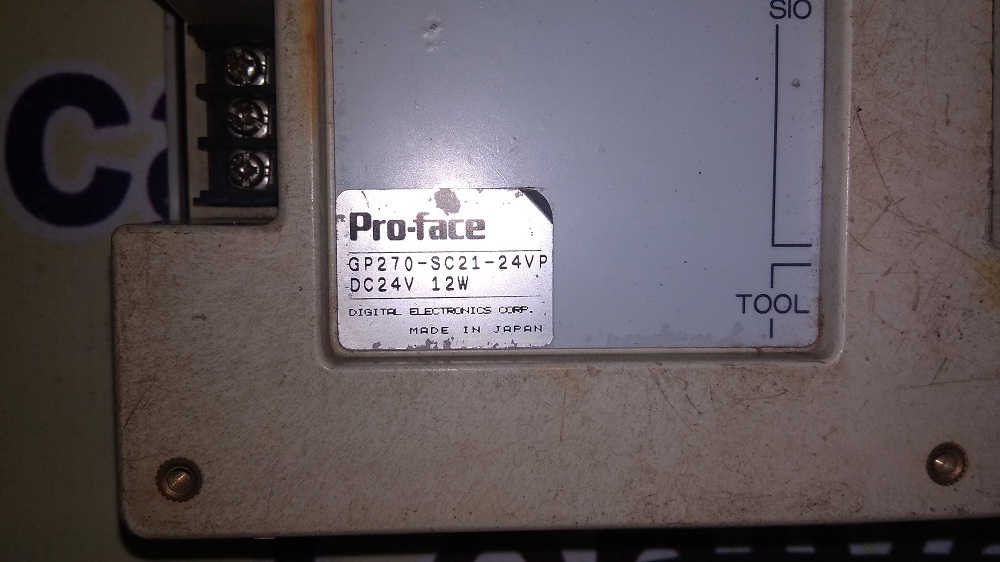 SIO
Pro-face
GP270-SC21-24VP
DC24V 12W
DIGITAL ELECTRONICS CORP.
MADE IN JAPAN
TOOL